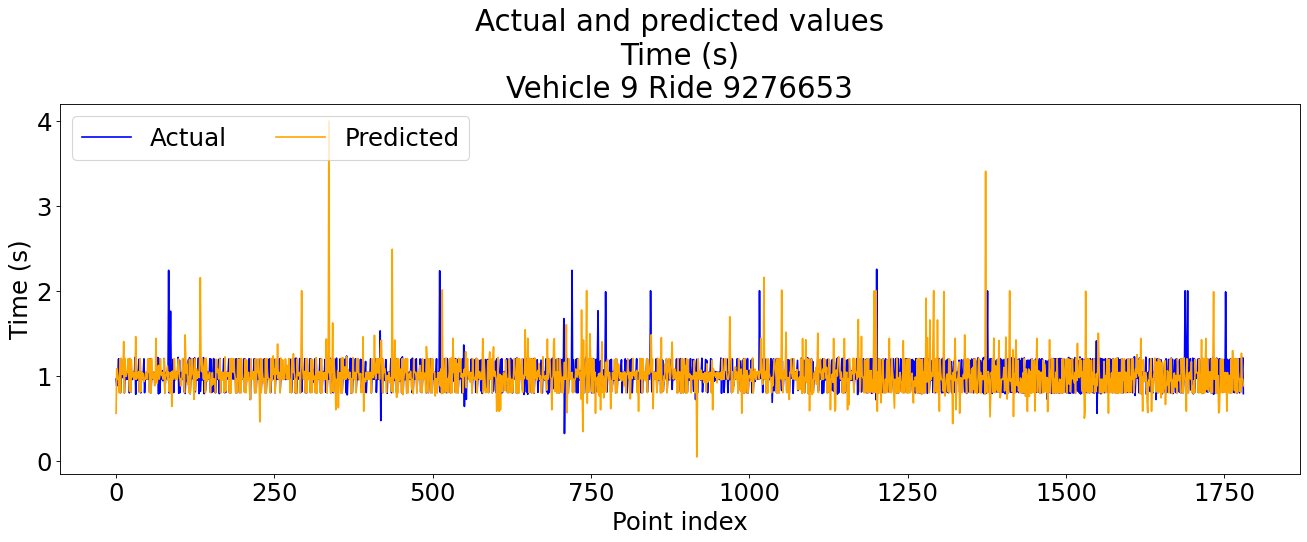 Actual and predicted values
Time (s)
Vehicle 9 Ride 9276653
Actual
Predicted
Time (s)
4
3
2
1
0
0
250
500
750
1000
1250
1500
1750
Point index